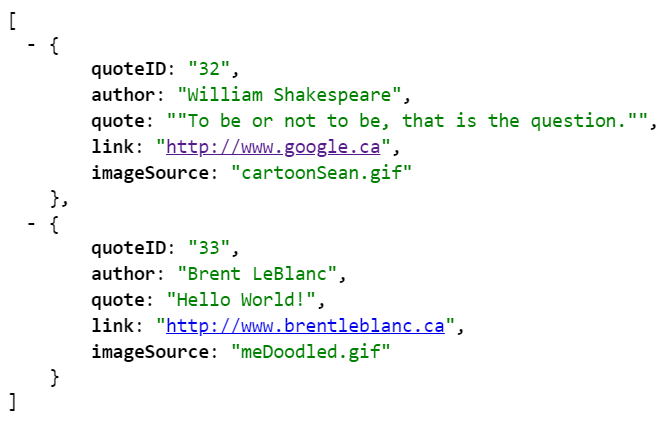 [
- {
quoteID: "32",
author: "William Shakespeare",
quote: ""To be or not to be, that is the question."",
link: "http://www.google.ca",
imageSource: "cartoonSean.gif"
},
- {
quoteID: "33",
author: "Brent LeBlanc",
quote: "Hello World!",
link: "http://www.brentleblanc.ca",
imageSource: "meDoodled.gif"
}
]